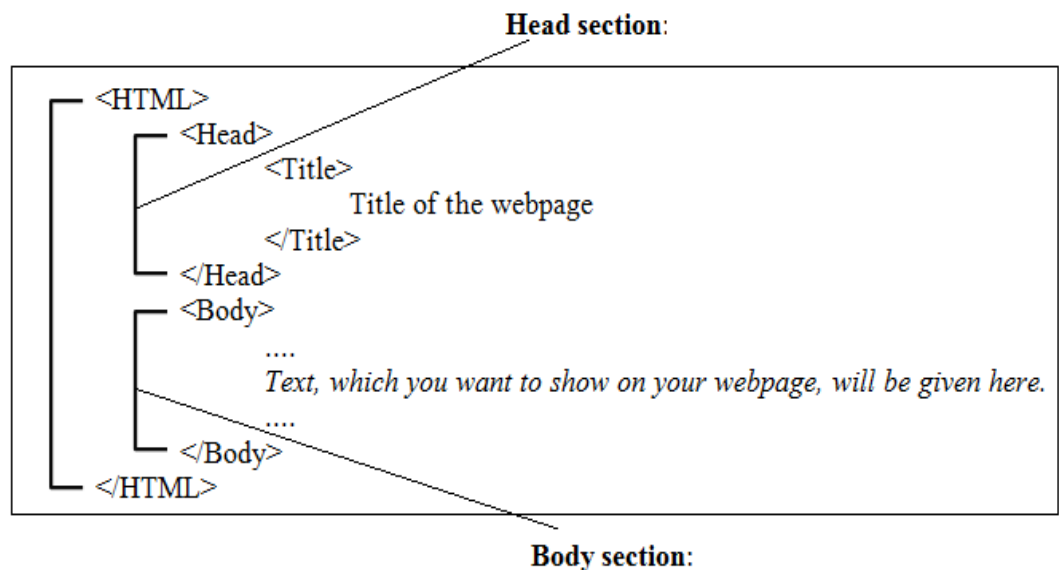 Head section:
<HTML>
<Head>
<Title>
Title of the webpage
</Title>
</Head>
<Body>
....
Text, which you want to show on your webpage, will be given here.
....
</Body>
</HTML>
Body section: